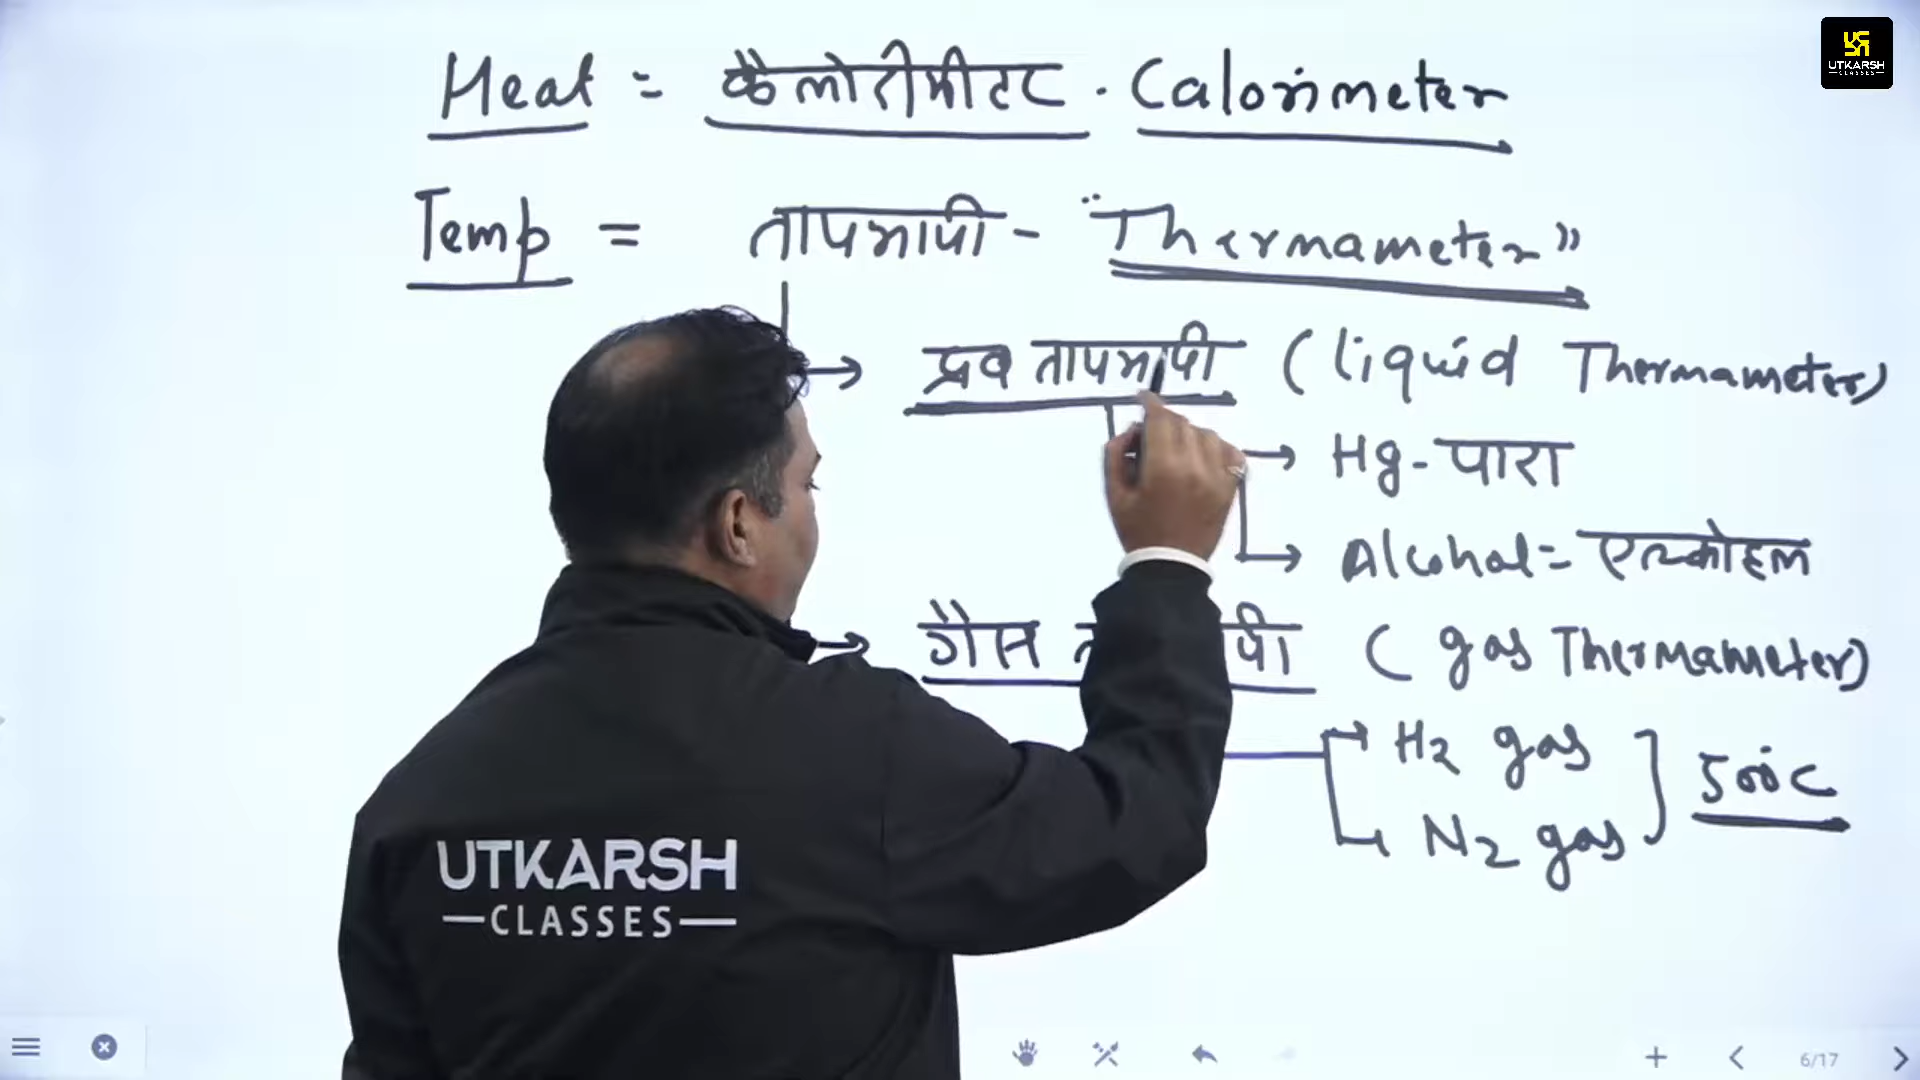 UTKARSH
CLASSES
Heat = कैलोरीमीटर . Calorimeter
Temp = तापमापी - "Thermameter"
द्रव तापमापी ( liquid Thermameter)
Hg - पारा
Alcohal = एल्कोहल
गैस ( gas Thermameter)
H2 gas
500°C
N2 gas
UTKARSH
CLASSES
6/17